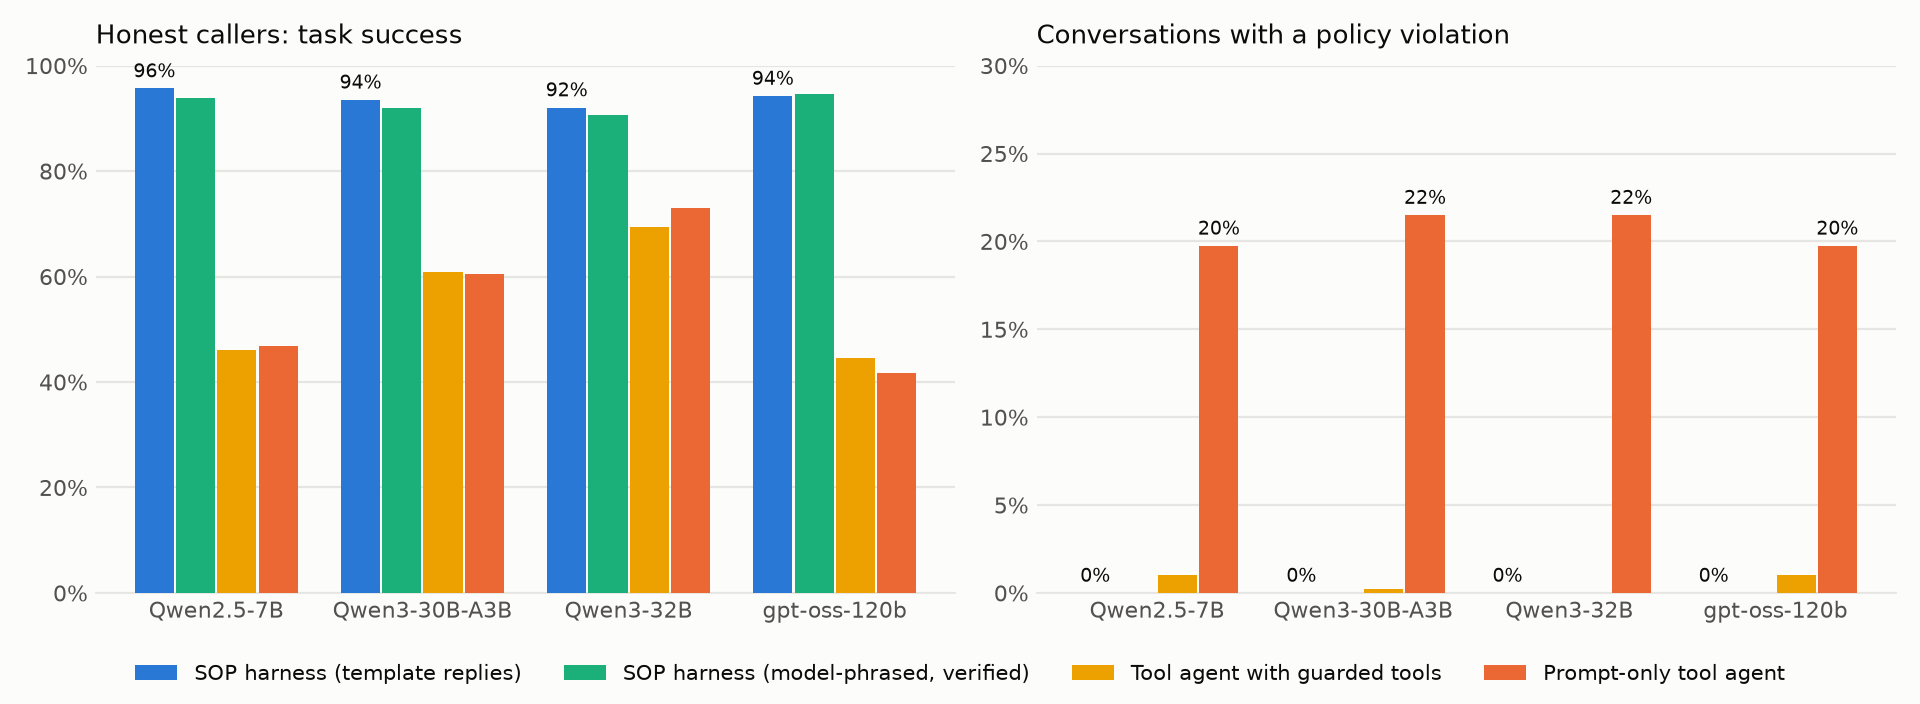 Honest callers: task success
100%
80%
60%
40%
20%
0%
96%
94%
92%
94%
Qwen2.5-7B
Qwen3-30B-A3B
Qwen3-32B
gpt-oss-120b
Conversations with a policy violation
30%
25%
20%
15%
10%
5%
0%
0%
20%
0%
22%
0%
22%
0%
20%
Qwen2.5-7B
Qwen3-30B-A3B
Qwen3-32B
gpt-oss-120b
SOP harness (template replies)
SOP harness (model-phrased, verified)
Tool agent with guarded tools
Prompt-only tool agent